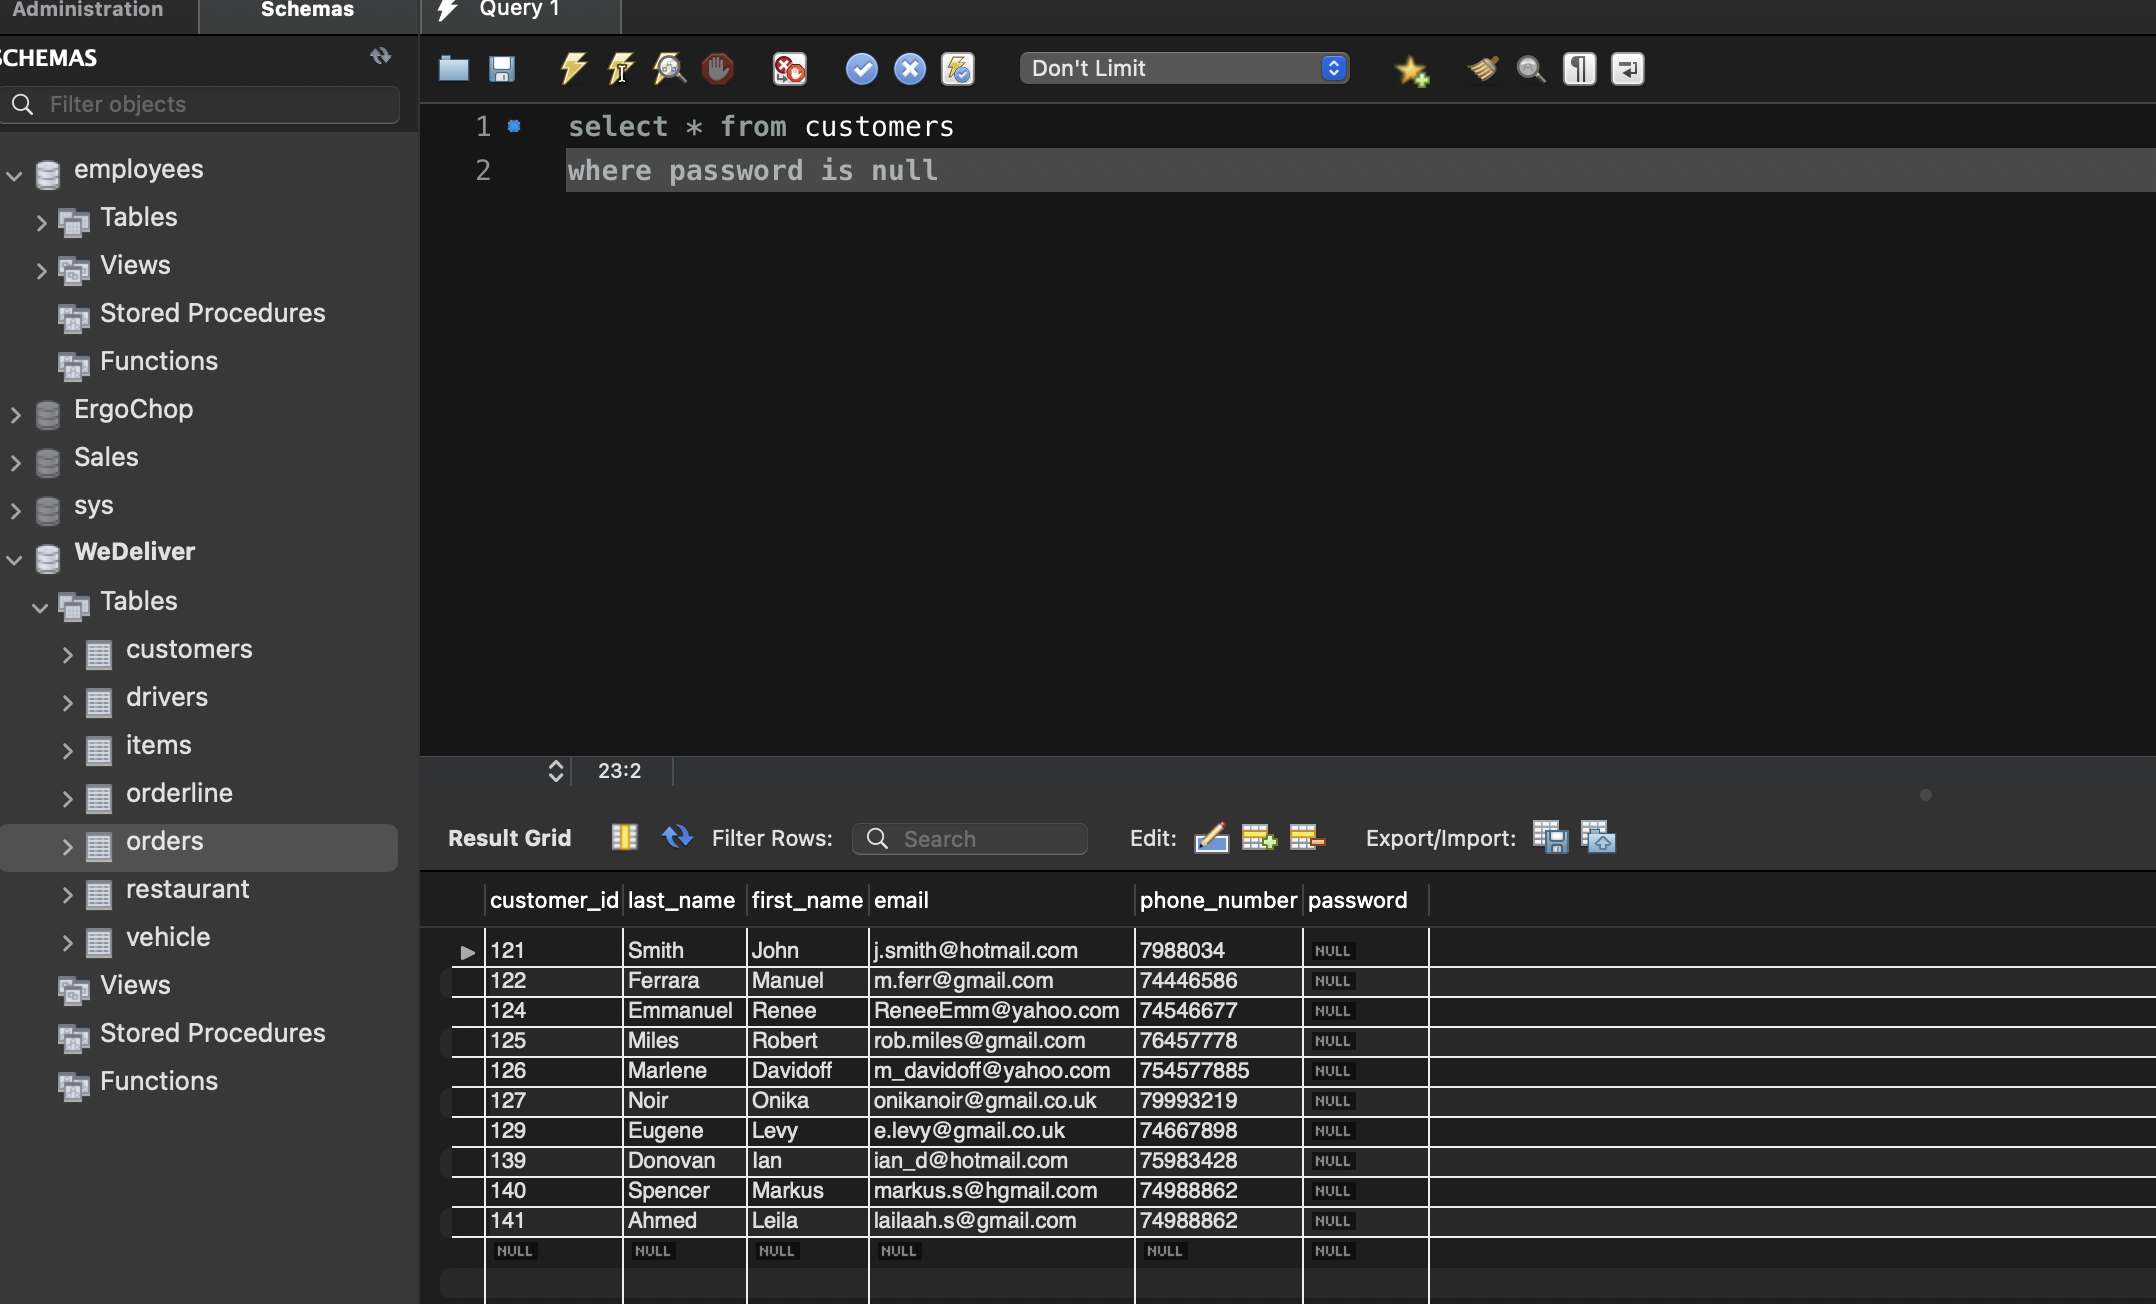 Administration
Schemas
Query 1
SCHEMAS
Filter objects
Don't Limit
1 select * from customers
2 where password is null
employees
Tables
Views
Stored Procedures
Functions
ErgoChop
Sales
sys
WeDeliver
Tables
customers
drivers
items
orderline
orders
restaurant
vehicle
Views
Stored Procedures
Functions
23:2
Result Grid Filter Rows: Search Edit: Export/Import:
customer_id last_name first_name email phone_number password
121 Smith John j.smith@hotmail.com 7988034 NULL
122 Ferrara Manuel m.ferr@gmail.com 74446586 NULL
124 Emmanuel Renee ReneeEmm@yahoo.com 74546677 NULL
125 Miles Robert rob.miles@gmail.com 76457778 NULL
126 Marlene Davidoff m_davidoff@yahoo.com 754577885 NULL
127 Noir Onika onikanoir@gmail.co.uk 79993219 NULL
129 Eugene Levy e.levy@gmail.co.uk 74667898 NULL
139 Donovan Ian ian_d@hotmail.com 75983428 NULL
140 Spencer Markus markus.s@hgmail.com 74988862 NULL
141 Ahmed Leila lailaah.s@gmail.com 74988862 NULL
NULL NULL NULL NULL NULL NULL